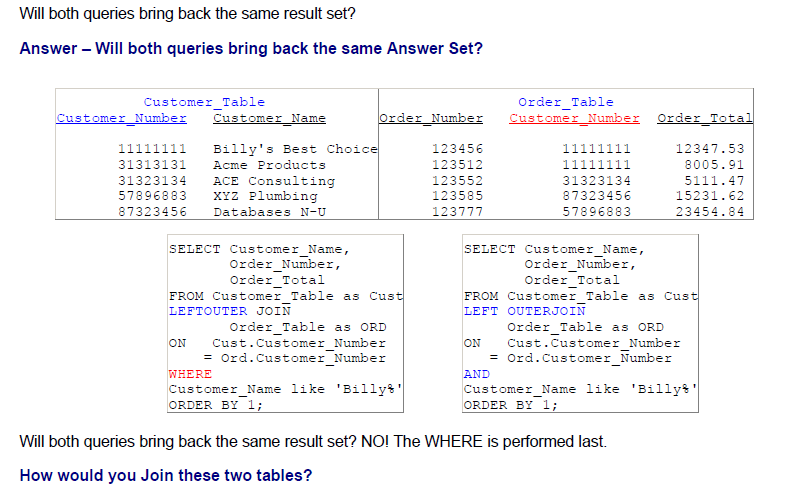 Will both queries bring back the same result set?
Answer – Will both queries bring back the same Answer Set?
Customer_Table Order_Table
Customer_Number Customer_Name Order_Number Customer_Number Order_Total
11111111 Billy's Best Choice 123456 11111111 12347.53
31313131 Acme Products 123512 11111111 8005.91
31323134 ACE Consulting 123552 31323134 5111.47
57896883 XYZ Plumbing 123585 87323456 15231.62
87323456 Databases N-U 123777 57896883 23454.84
SELECT Customer_Name,
Order_Number,
Order_Total
FROM Customer_Table as Cust
LEFTOUTER JOIN
Order_Table as ORD
ON Cust.Customer_Number
= Ord.Customer_Number
WHERE
Customer_Name like 'Billy%'
ORDER BY 1;
SELECT Customer_Name,
Order_Number,
Order_Total
FROM Customer_Table as Cust
LEFT OUTERJOIN
Order_Table as ORD
ON Cust.Customer_Number
= Ord.Customer_Number
AND
Customer_Name like 'Billy%'
ORDER BY 1;
Will both queries bring back the same result set? NO! The WHERE is performed last.
How would you Join these two tables?